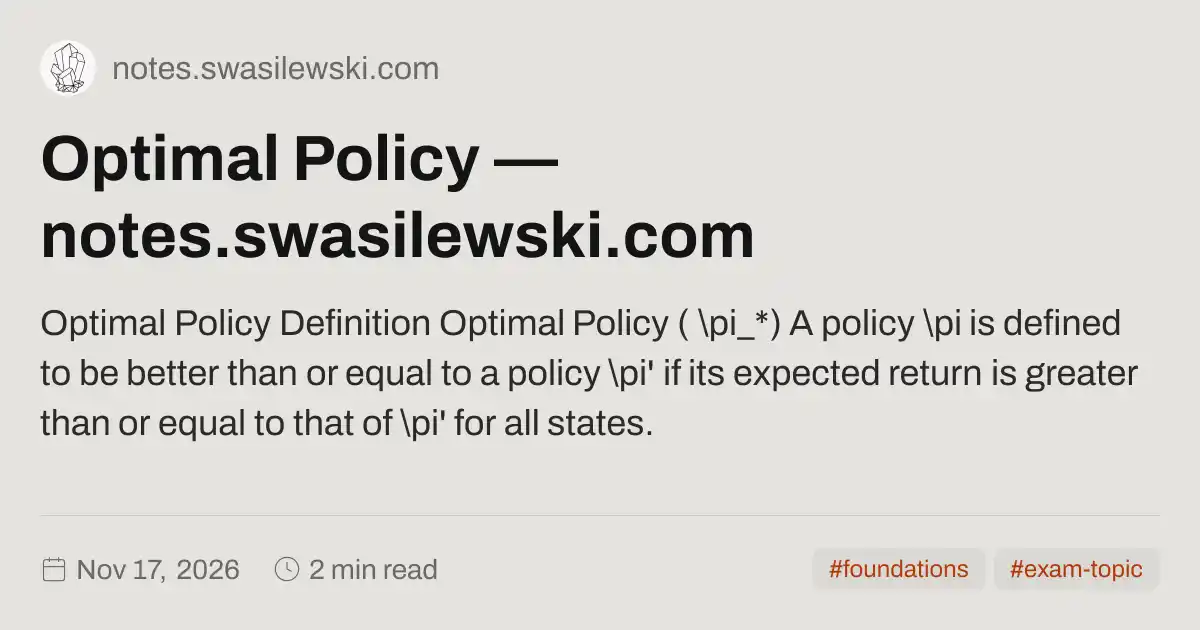 notes.swasilewski.com
Optimal Policy —
notes.swasilewski.com
Optimal Policy Definition Optimal Policy ( \pi_*) A policy \pi is defined
to be better than or equal to a policy \pi' if its expected return is greater
than or equal to that of \pi' for all states.
Nov 17, 2026 2 min read #foundations #exam-topic